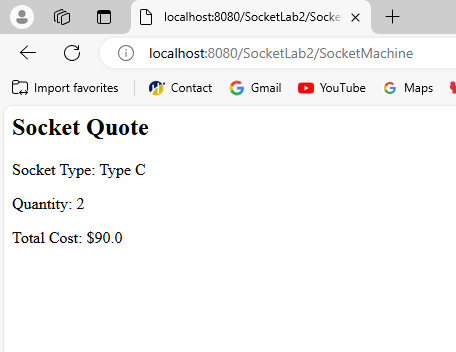 localhost:8080/SocketLab2/Socke
localhost:8080/SocketLab2/SocketMachine
Import favorites
Contact
Gmail
YouTube
Maps
Socket Quote
Socket Type: Type C
Quantity: 2
Total Cost: $90.0